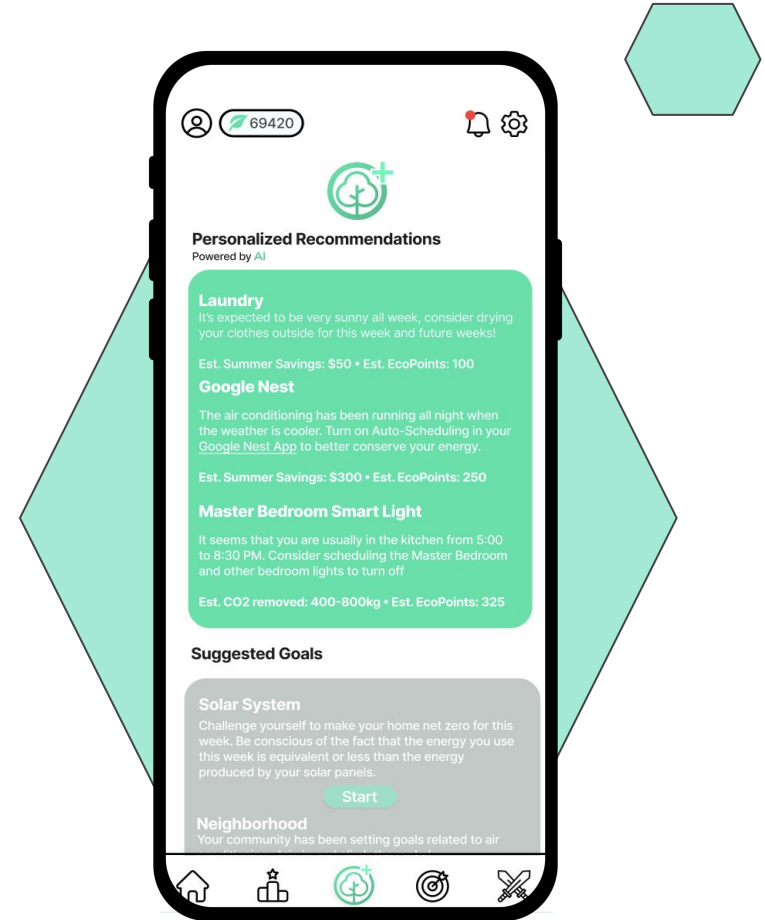 69420
Personalized Recommendations
Powered by AI
Laundry
It's expected to be very sunny all week, consider drying
your clothes outside for this week and future weeks!
Est. Summer Savings: $50 • Est. EcoPoints: 100
Google Nest
The air conditioning has been running all night when
the weather is cooler. Turn on Auto-Scheduling in your
Google Nest App to better conserve your energy.
Est. Summer Savings: $300 • Est. EcoPoints: 250
Master Bedroom Smart Light
It seems that you are usually in the kitchen from 5:00
to 8:30 PM. Consider scheduling the Master Bedroom
and other bedroom lights to turn off
Est. CO2 removed: 400-800kg • Est. EcoPoints: 325
Suggested Goals
Solar System
Challenge yourself to make your home net zero for this
week. Be conscious of the fact that the energy you use
this week is equivalent or less than the energy
produced by your solar panels.
Start
Neighborhood
Your community has been setting goals related to air